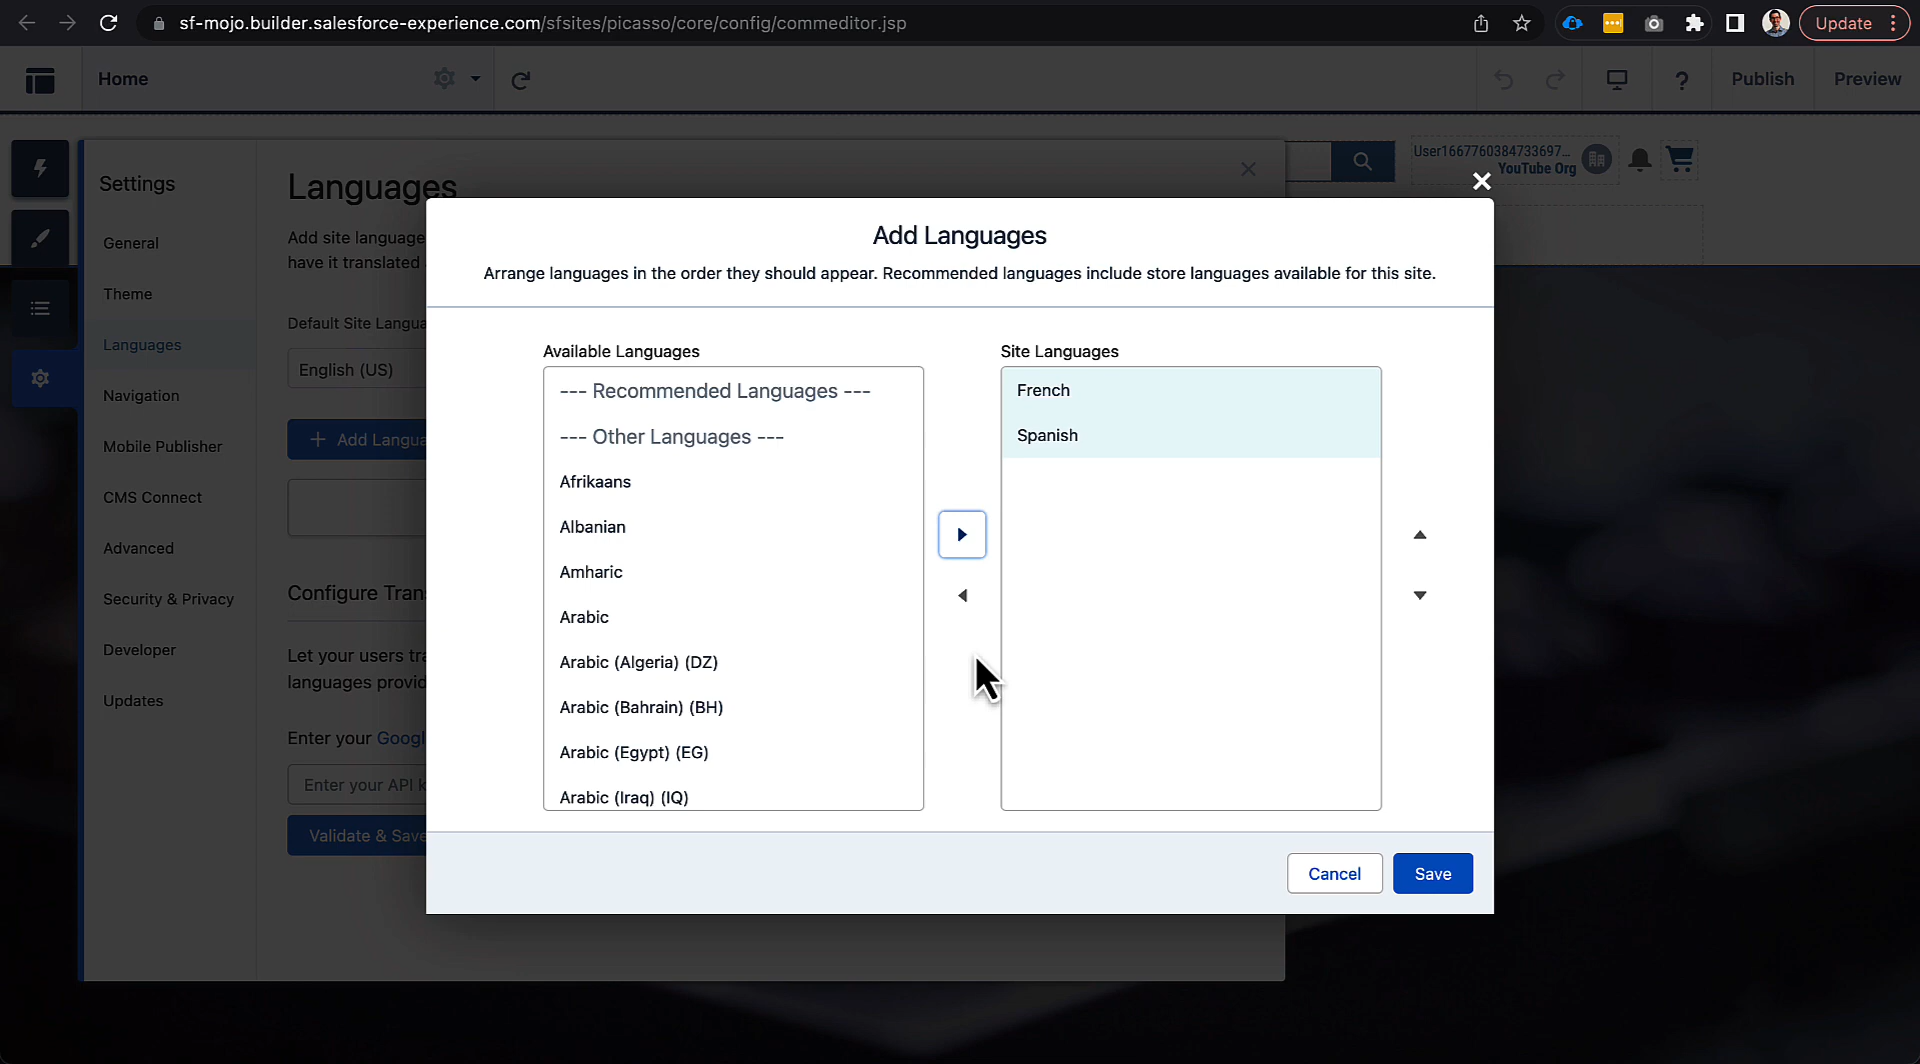 sf-mojo.builder.salesforce-experience.com/sfsites/picasso/core/config/commeditor.jsp
Update
Home
?
Publish
Preview
User1667760384733697...
YouTube Org
Settings
General
Theme
Languages
Navigation
Mobile Publisher
CMS Connect
Advanced
Security & Privacy
Developer
Updates
Languages
Add site language
have it translated
Default Site Langua
English (US)
+ Add Langua
Configure Tran
Let your users tra
languages provid
Enter your Googl
Enter your API k
Validate & Save
Add Languages
Arrange languages in the order they should appear. Recommended languages include store languages available for this site.
Available Languages
--- Recommended Languages ---
--- Other Languages ---
Afrikaans
Albanian
Amharic
Arabic
Arabic (Algeria) (DZ)
Arabic (Bahrain) (BH)
Arabic (Egypt) (EG)
Arabic (Iraq) (IQ)
Site Languages
French
Spanish
Cancel
Save